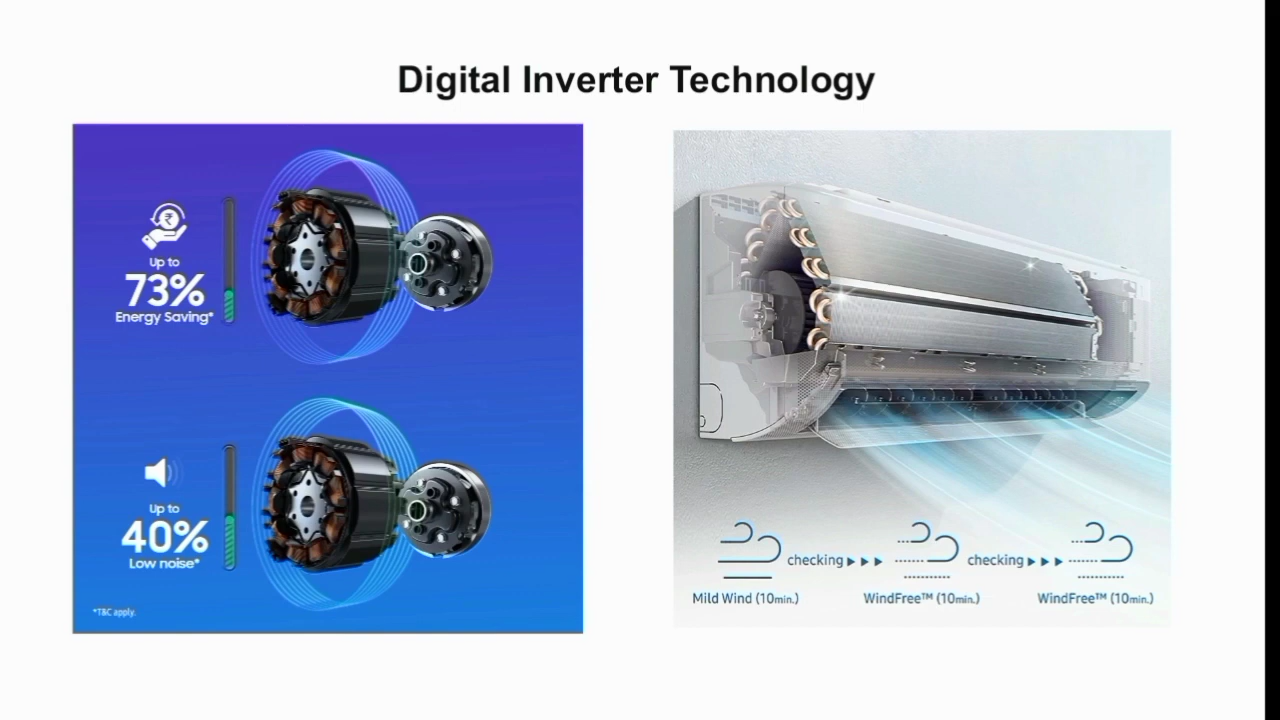 Digital Inverter Technology
₹
Up to
73%
Energy Saving*
Up to
40%
Low noise*
*T&C apply.
checking
checking
Mild Wind (10min.)
WindFree™ (10min.)
WindFree™ (10min.)